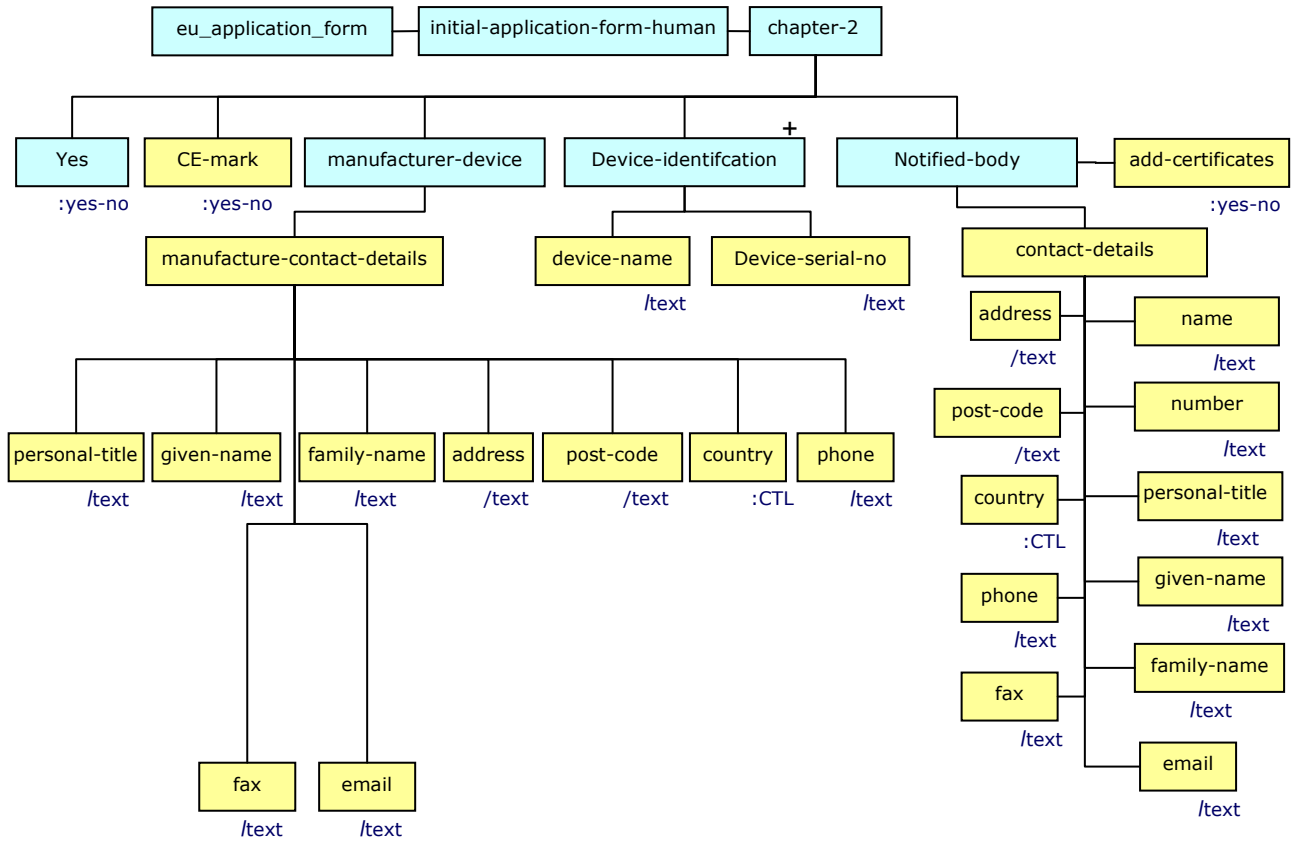 eu_application_form
initial-application-form-human
chapter-2
+
Yes
CE-mark
manufacturer-device
Device-identifcation
Notified-body
add-certificates
:yes-no
:yes-no
:yes-no
manufacture-contact-details
device-name
Device-serial-no
contact-details
/text
/text
address
name
/text
/text
post-code
number
/text
/text
personal-title
given-name
family-name
address
post-code
country
phone
/text
/text
/text
/text
/text
:CTL
/text
country
personal-title
:CTL
/text
phone
given-name
/text
/text
fax
family-name
/text
/text
fax
email
email
/text
/text
/text